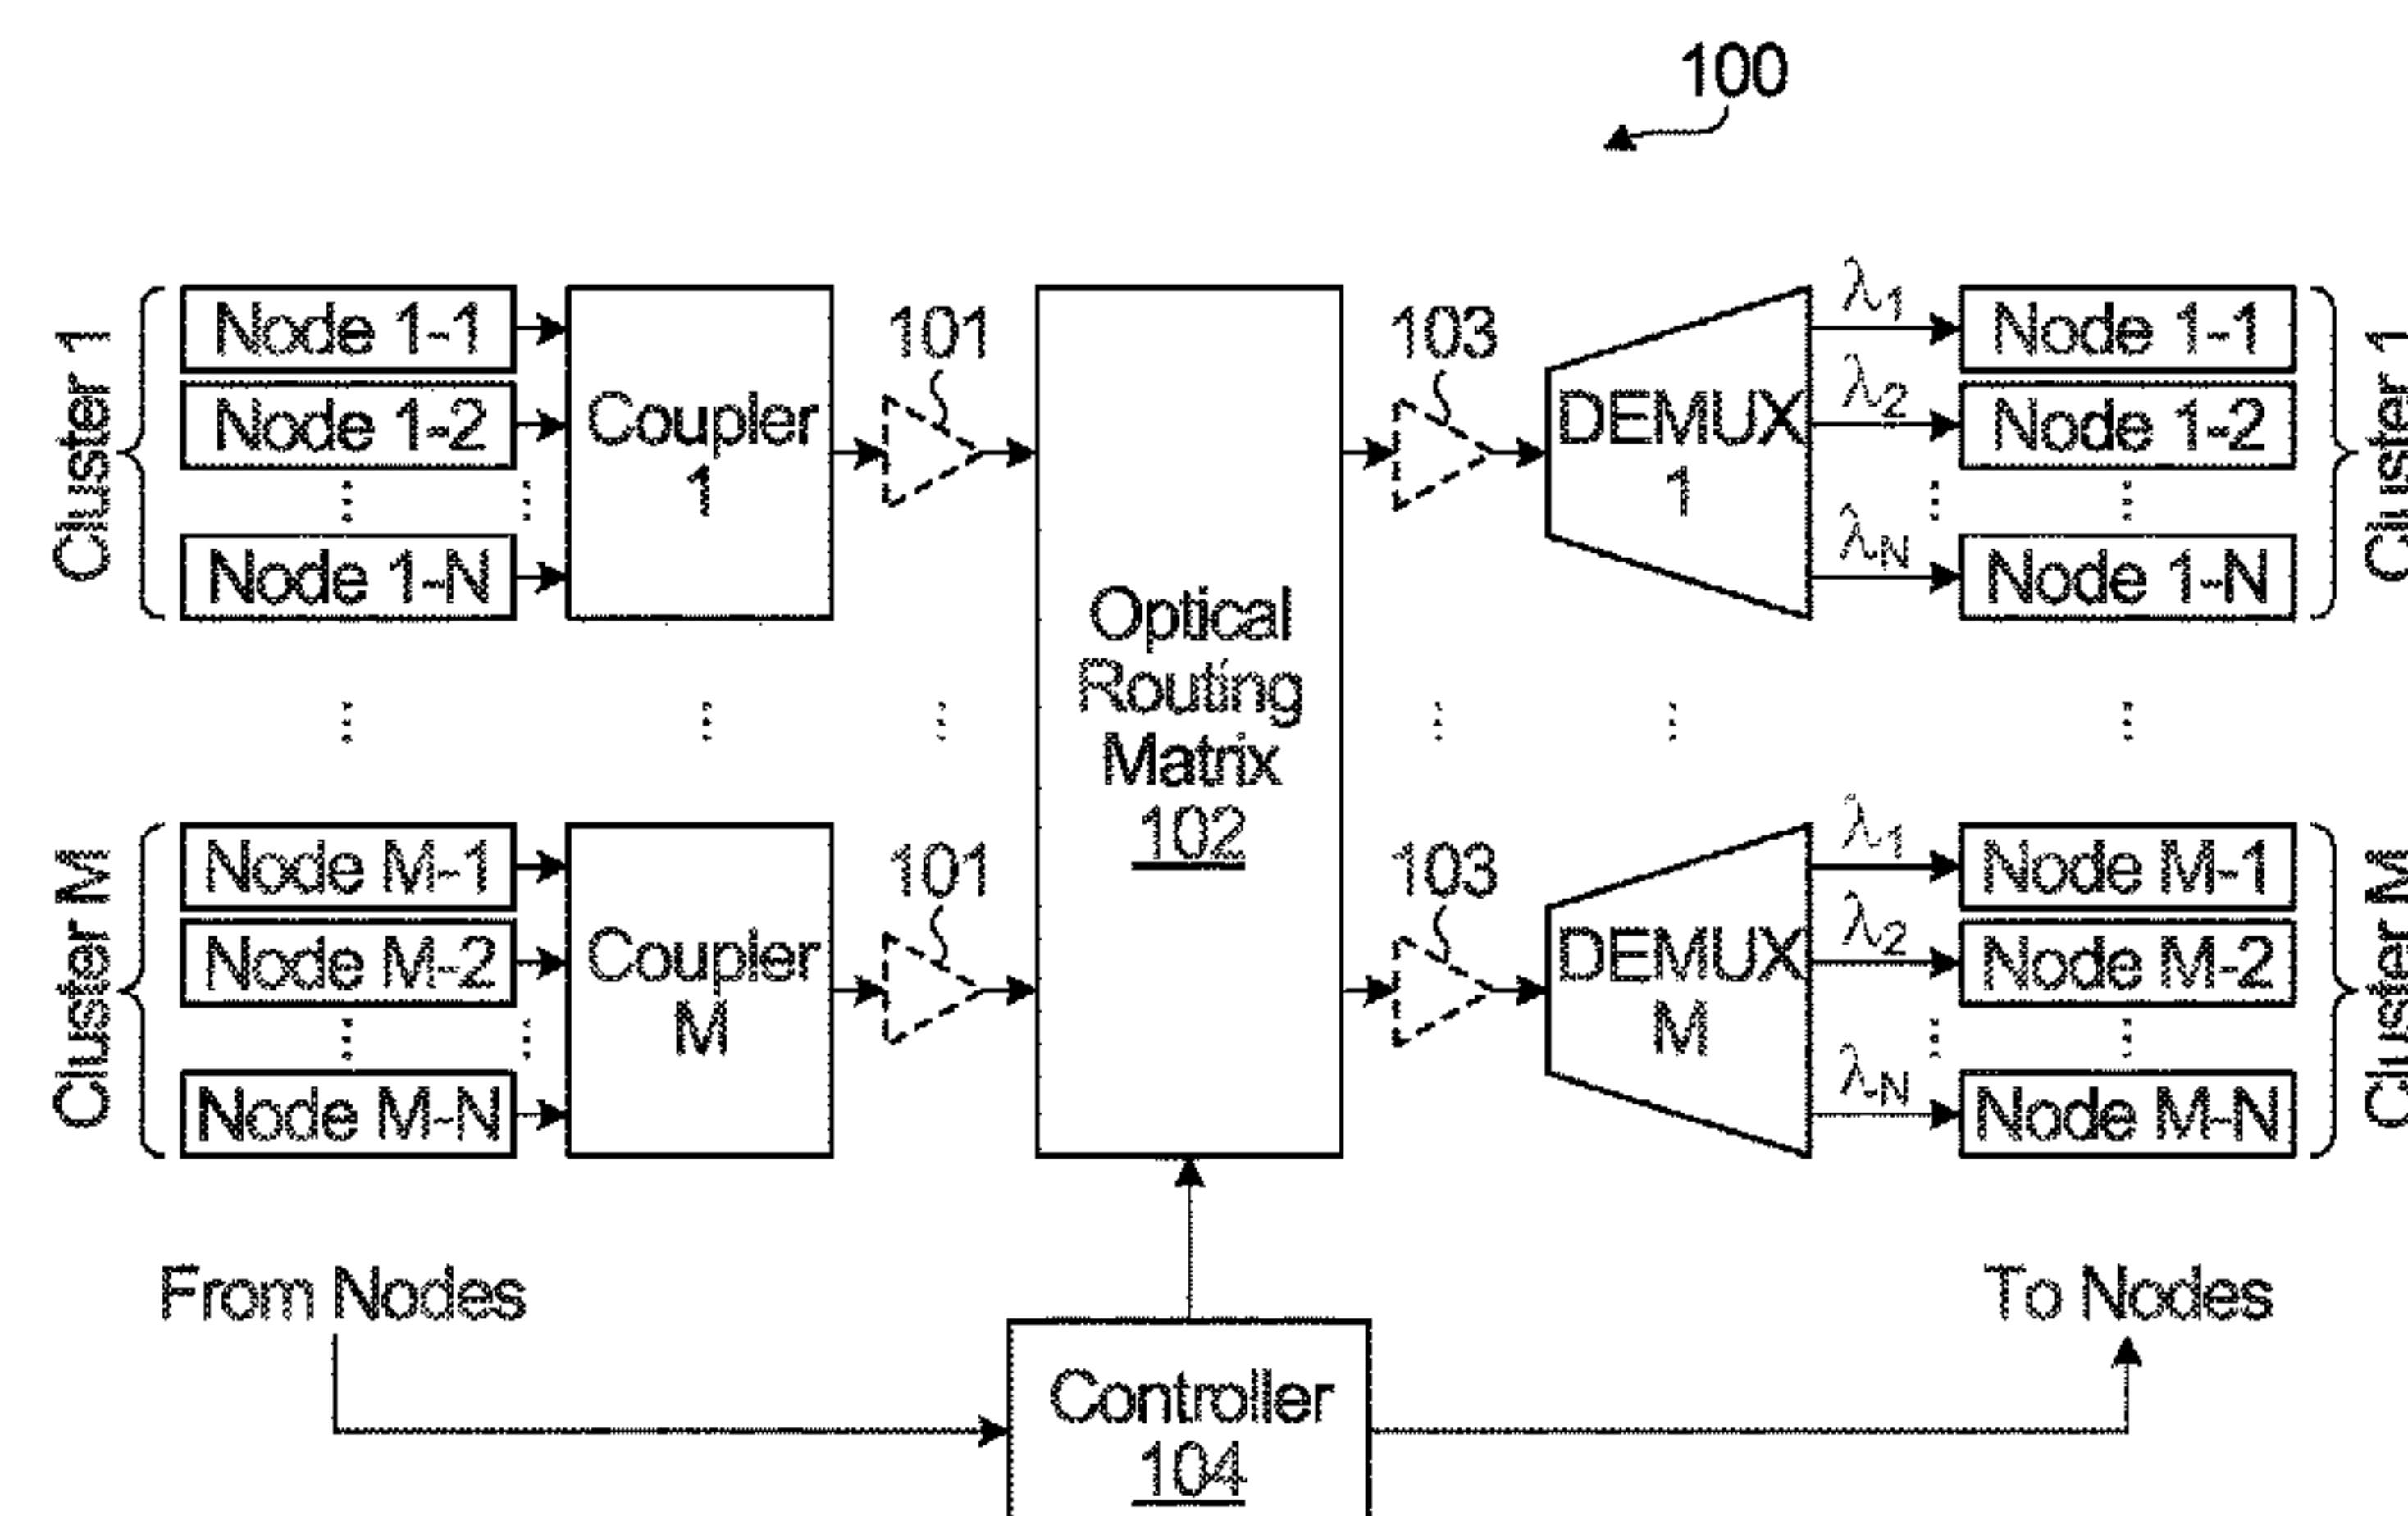 100
Cluster 1
Node 1-1
Node 1-2
Node 1-N
Coupler
1
101
Optical
Routing
Matrix
102
103
DEMUX
1
λ1
λ2
λN
Node 1-1
Node 1-2
Node 1-N
Cluster 1
Cluster M
Node M-1
Node M-2
Node M-N
Coupler
M
101
103
DEMUX
M
λ1
λ2
λN
Node M-1
Node M-2
Node M-N
Cluster M
From Nodes
Controller
104
To Nodes